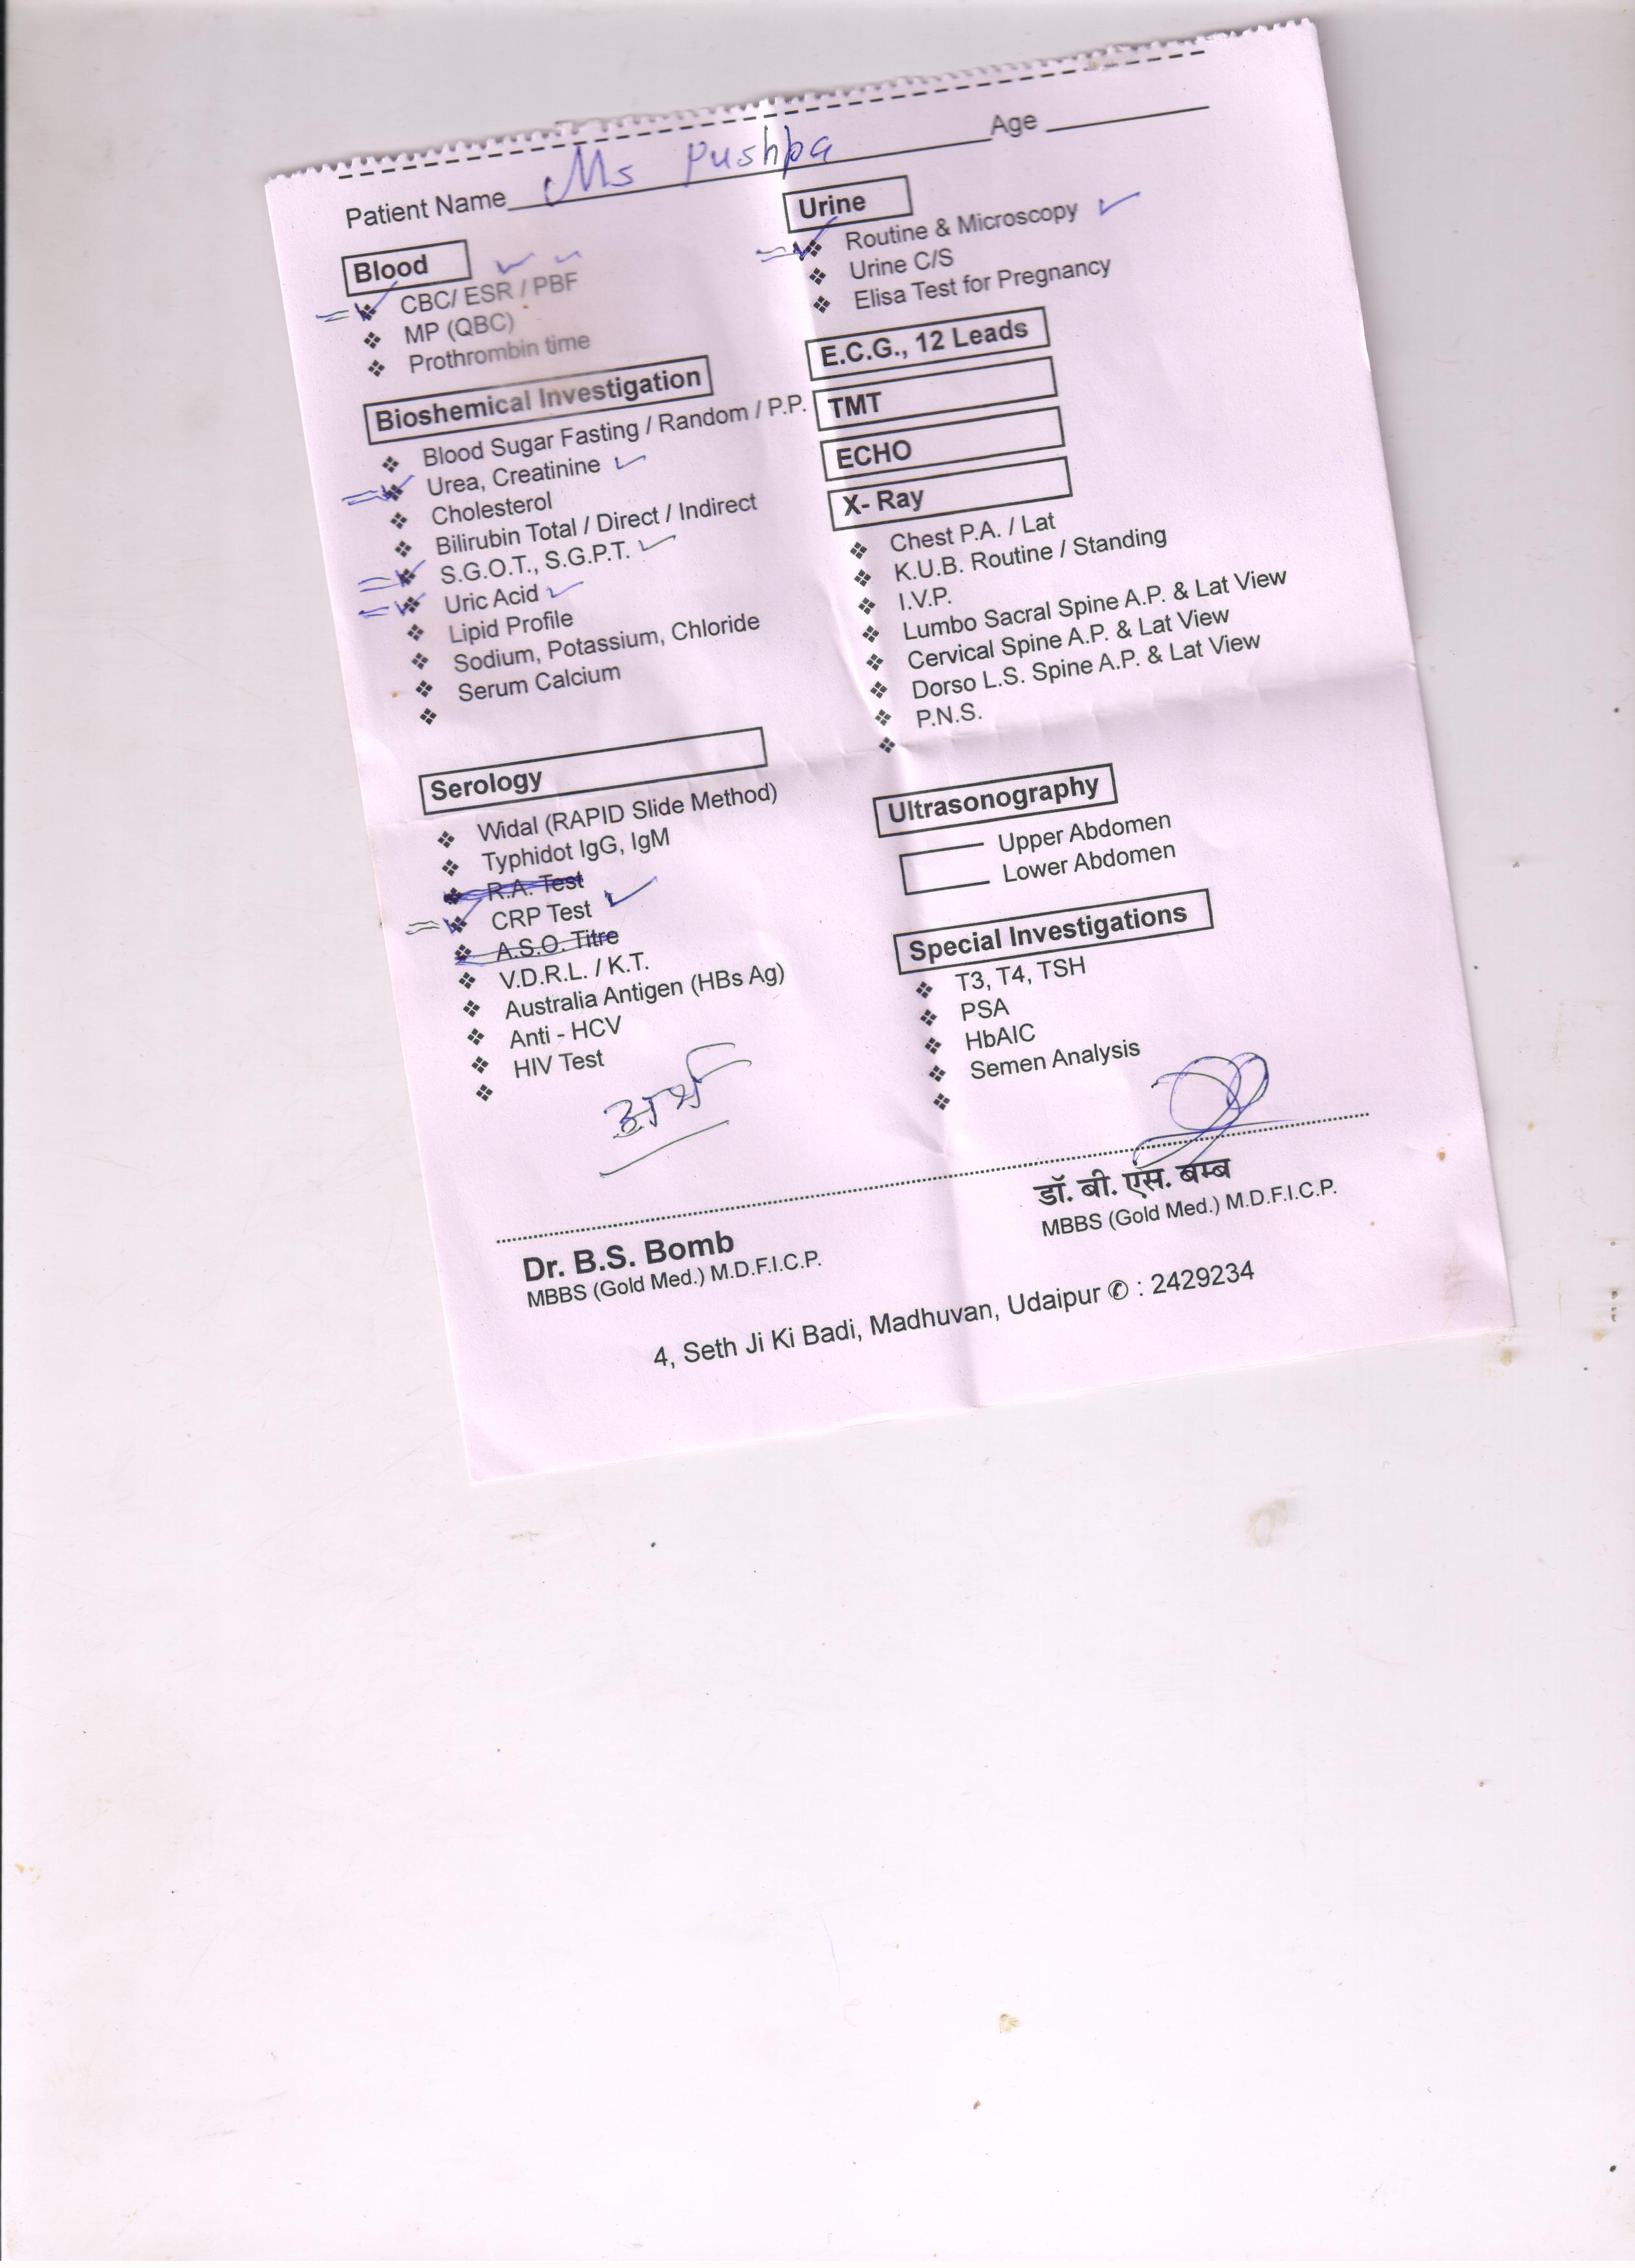 Patient Name Ms Pushpa Age
Blood
CBC/ ESR / PBF
MP (QBC)
Prothrombin time
Bioshemical Investigation
Blood Sugar Fasting / Random / P.P.
Urea, Creatinine
Cholesterol
Bilirubin Total / Direct / Indirect
S.G.O.T., S.G.P.T.
Uric Acid
Lipid Profile
Sodium, Potassium, Chloride
Serum Calcium
Serology
Widal (RAPID Slide Method)
Typhidot IgG, IgM
R.A. Test
CRP Test
A.S.O. Titre
V.D.R.L. / K.T.
Australia Antigen (HBs Ag)
Anti - HCV
HIV Test
Urine
Routine & Microscopy
Urine C/S
Elisa Test for Pregnancy
E.C.G., 12 Leads
TMT
ECHO
X- Ray
Chest P.A. / Lat
K.U.B. Routine / Standing
I.V.P.
Lumbo Sacral Spine A.P. & Lat View
Cervical Spine A.P. & Lat View
Dorso L.S. Spine A.P. & Lat View
P.N.S.
Ultrasonography
Upper Abdomen
Lower Abdomen
Special Investigations
T3, T4, TSH
PSA
HbAIC
Semen Analysis
Dr. B.S. Bomb
MBBS (Gold Med.) M.D.F.I.C.P.
डॉ. बी. एस. बम्ब
MBBS (Gold Med.) M.D.F.I.C.P.
4, Seth Ji Ki Badi, Madhuvan, Udaipur ✆ : 2429234